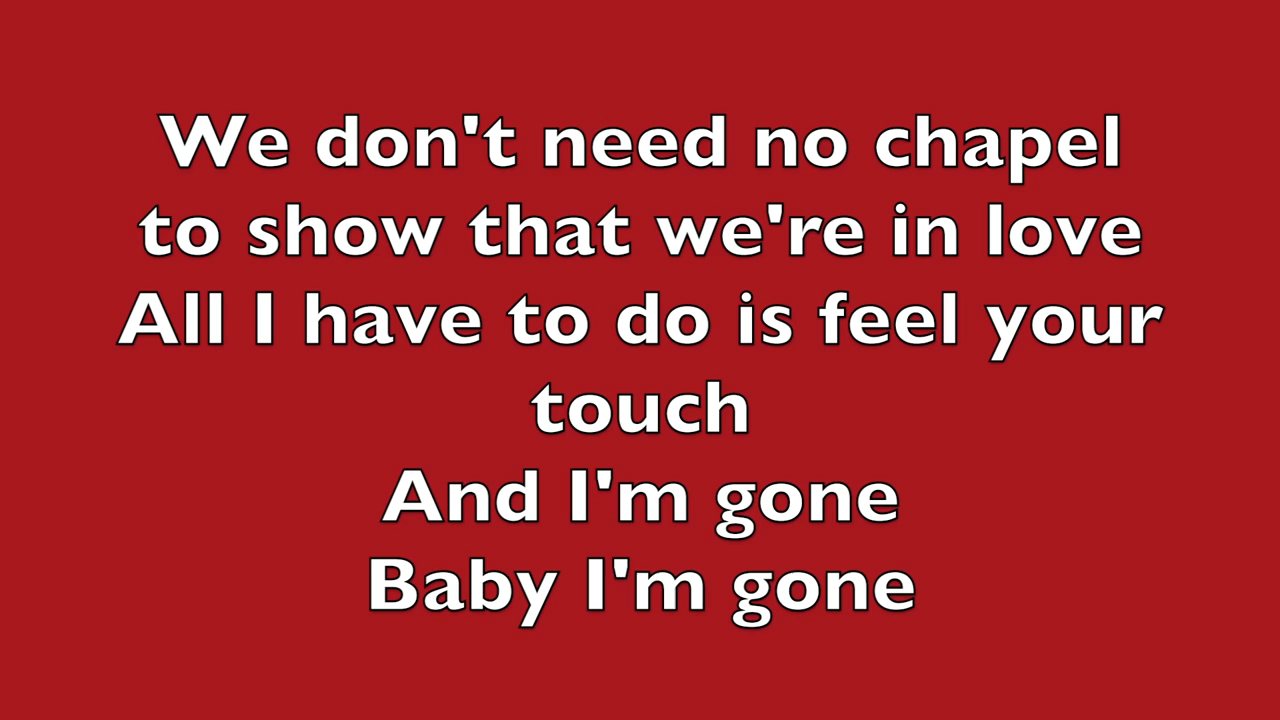 We don't need no chapel
to show that we're in love
All I have to do is feel your
touch
And I'm gone
Baby I'm gone